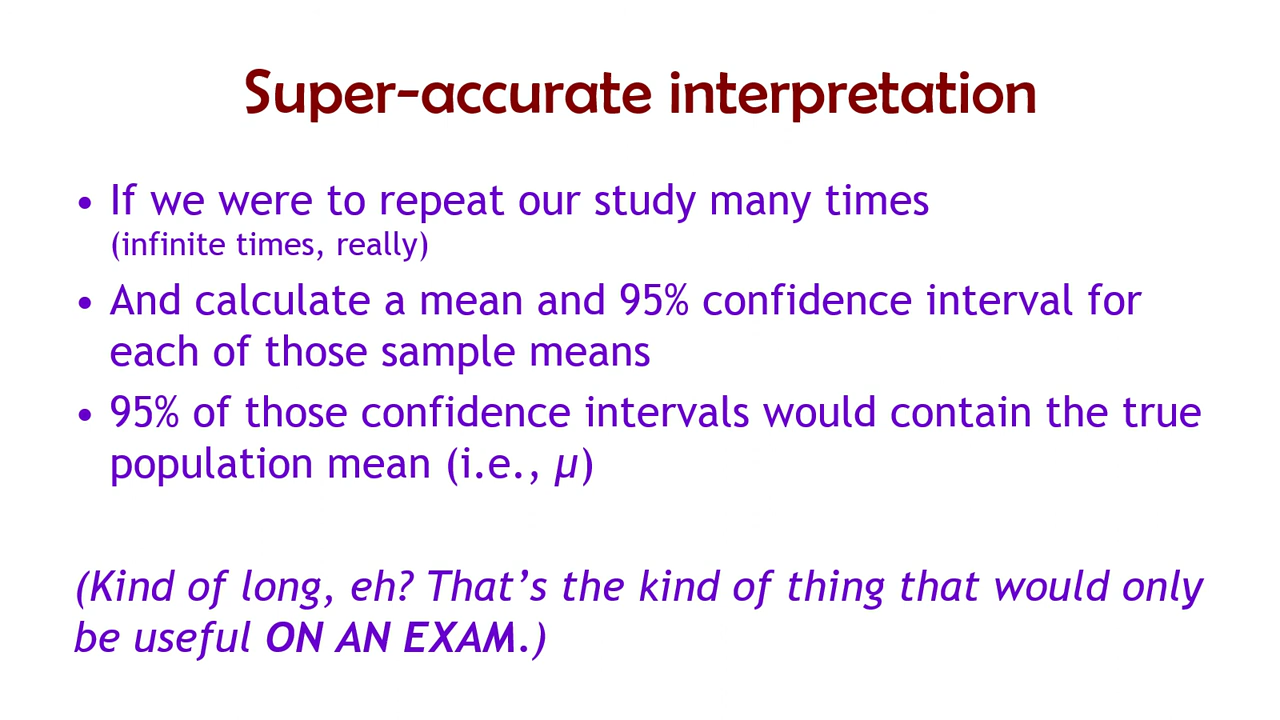 Super-accurate interpretation
• If we were to repeat our study many times
(infinite times, really)
• And calculate a mean and 95% confidence interval for
each of those sample means
• 95% of those confidence intervals would contain the true
population mean (i.e., μ)
(Kind of long, eh? That’s the kind of thing that would only
be useful ON AN EXAM.)